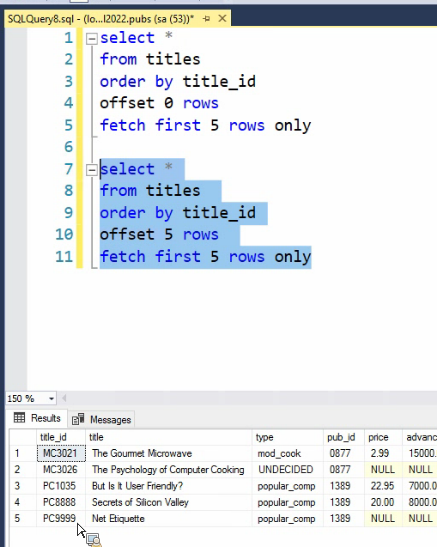 SQLQuery8.sql - (lo...l2022.pubs (sa (53))*
1 select *
2 from titles
3 order by title_id
4 offset 0 rows
5 fetch first 5 rows only
6
7 select *
8 from titles
9 order by title_id
10 offset 5 rows
11 fetch first 5 rows only
150 %
Results Messages
title_id title type pub_id price advanc
1 MC3021 The Gourmet Microwave mod_cook 0877 2.99 15000.
2 MC3026 The Psychology of Computer Cooking UNDECIDED 0877 NULL NULL
3 PC1035 But Is It User Friendly? popular_comp 1389 22.95 7000.0
4 PC8888 Secrets of Silicon Valley popular_comp 1389 20.00 8000.0
5 PC9999 Net Etiquette popular_comp 1389 NULL NULL